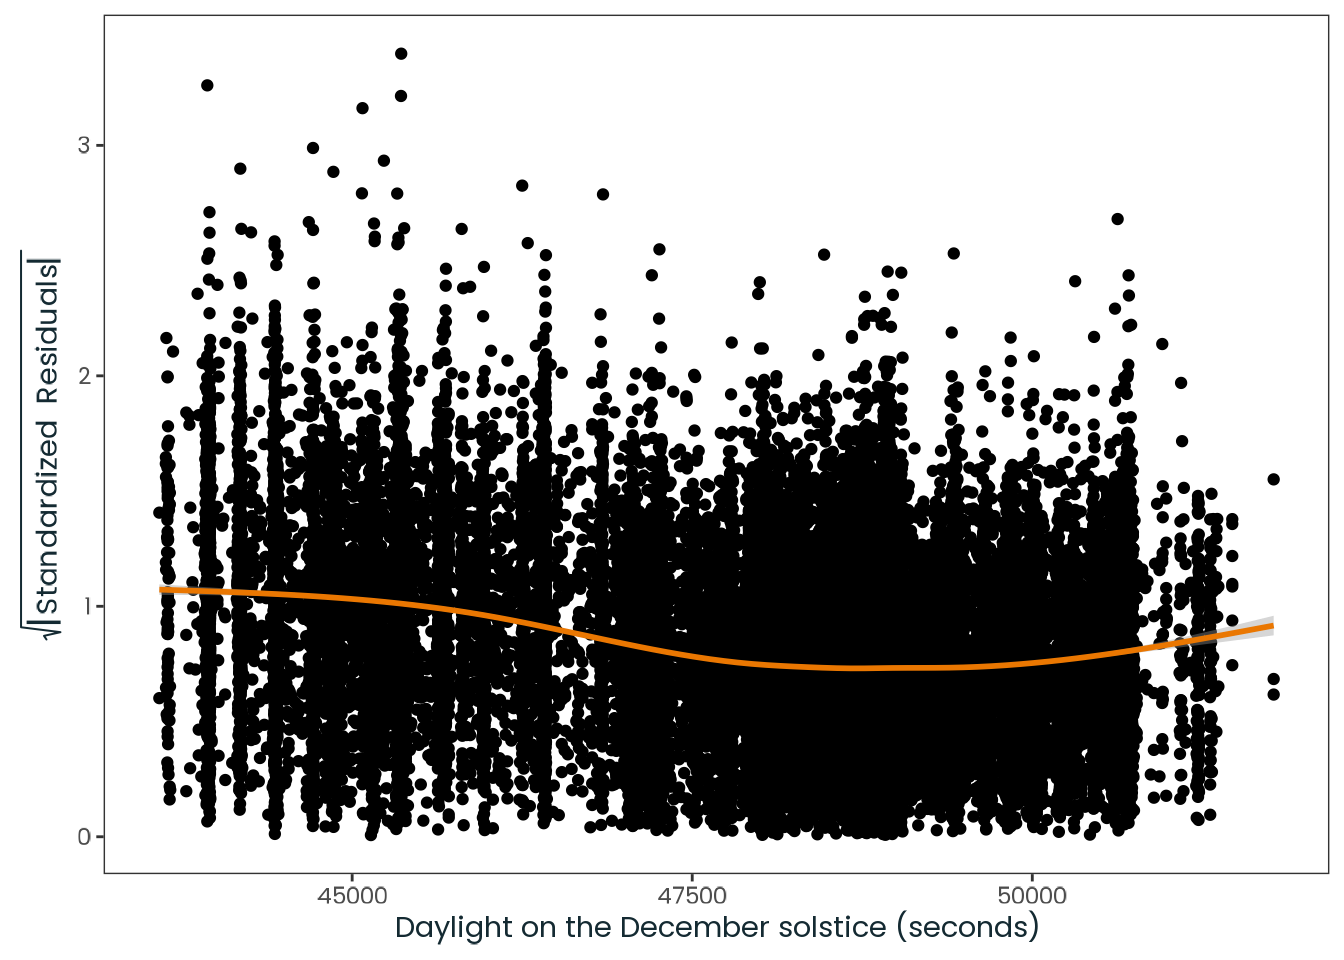 √|Standardized Residuals|
3
2
1
0
45000 47500 50000
Daylight on the December solstice (seconds)